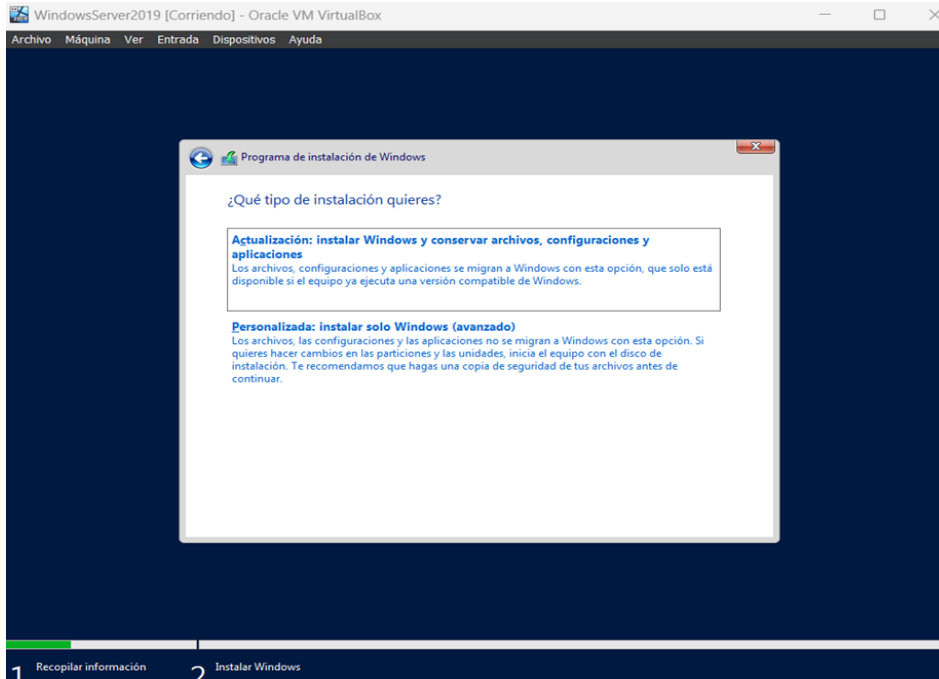 WindowsServer2019 [Corriendo] - Oracle VM VirtualBox
Archivo Máquina Ver Entrada Dispositivos Ayuda
Programa de instalación de Windows
¿Qué tipo de instalación quieres?
Actualización: instalar Windows y conservar archivos, configuraciones y
aplicaciones
Los archivos, configuraciones y aplicaciones se migran a Windows con esta opción, que solo está
disponible si el equipo ya ejecuta una versión compatible de Windows.
Personalizada: instalar solo Windows (avanzado)
Los archivos, las configuraciones y las aplicaciones no se migran a Windows con esta opción. Si
quieres hacer cambios en las particiones y las unidades, inicia el equipo con el disco de
instalación. Te recomendamos que hagas una copia de seguridad de tus archivos antes de
continuar.
1 Recopilar información 2 Instalar Windows